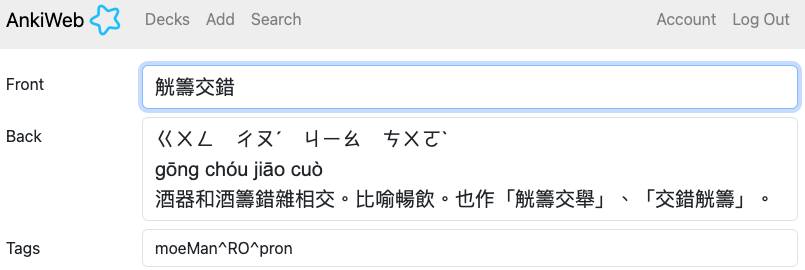 AnkiWeb Decks Add Search Account Log Out
Front 觥籌交錯
Back ㄍㄨㄥ　ㄔㄡˊ　ㄐㄧㄠ　ㄘㄨㄛˋ
gōng chóu jiāo cuò
酒器和酒籌錯雜相交。比喻暢飲。也作「觥籌交舉」、「交錯觥籌」。
Tags moeMan^RO^pron